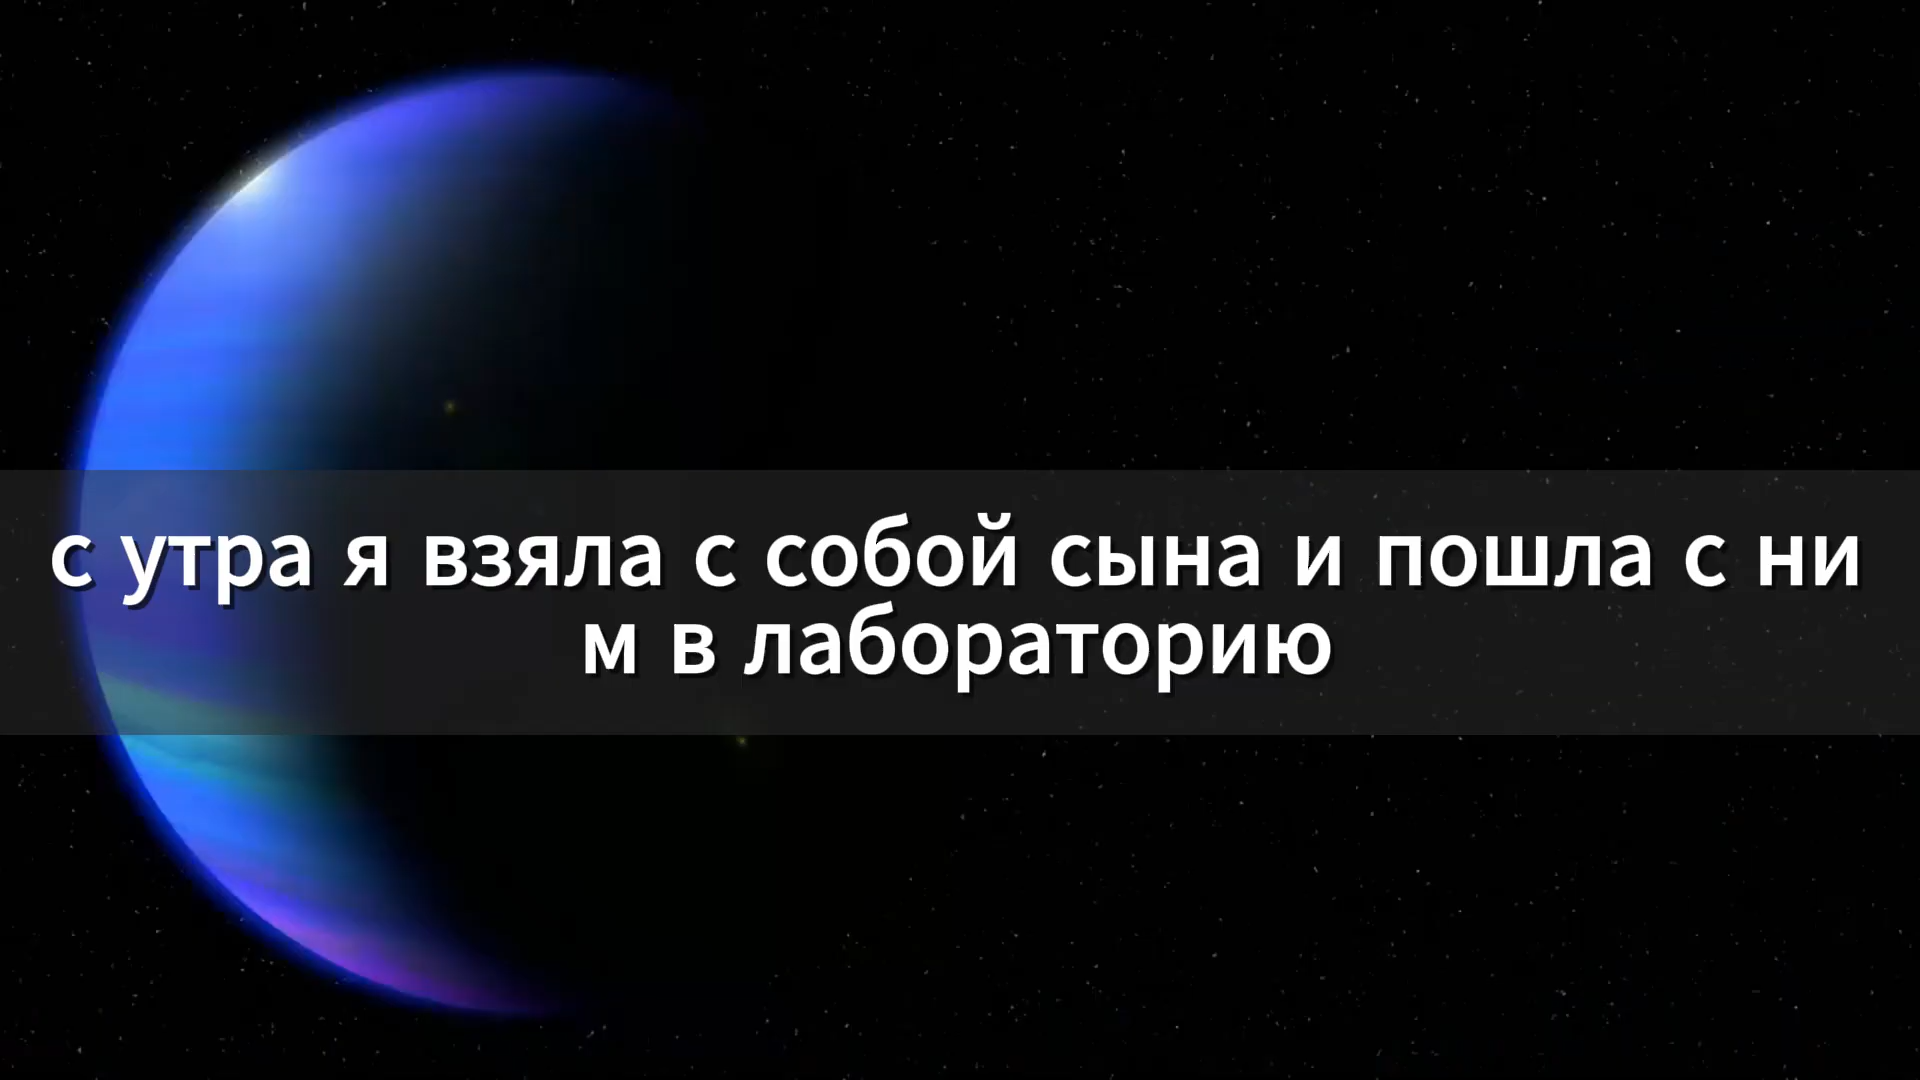 с утра я взяла с собой сына и пошла с ни
м в лабораторию